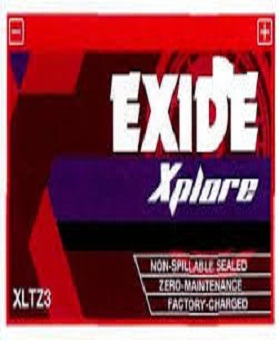 EXIDE
Xplore
NON-SPILLABLE SEALED
ZERO-MAINTENANCE
XLTZ3
FACTORY-CHARGED